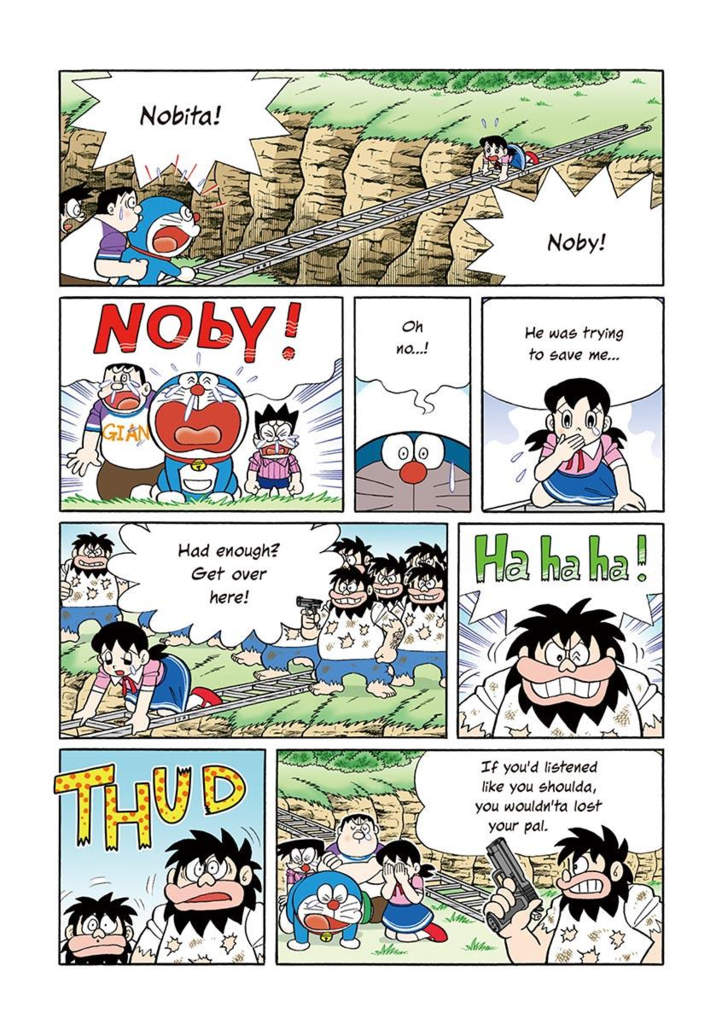 Nobita!
Noby!
NObY!
GIAN
Oh
no...!
He was trying
to save me...
Had enough?
Get over
here!
Ha ha ha!
THUD
If you'd listened
like you shoulda,
you wouldn'ta lost
your pal.